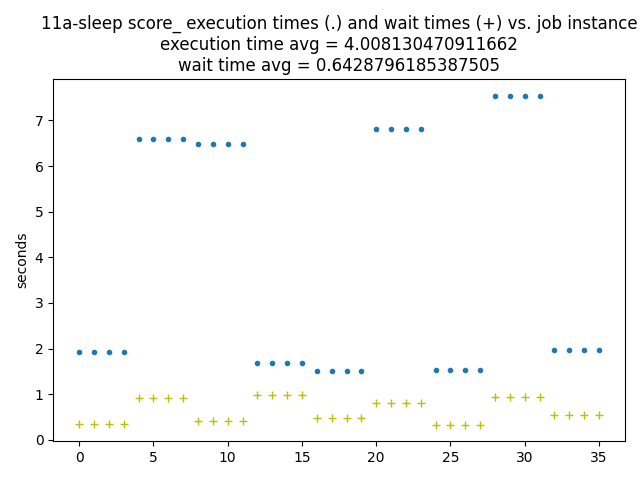 11a-sleep score_ execution times (.) and wait times (+) vs. job instance
execution time avg = 4.008130470911662
wait time avg = 0.6428796185387505
seconds
7
6
5
4
3
2
1
0
0 5 10 15 20 25 30 35